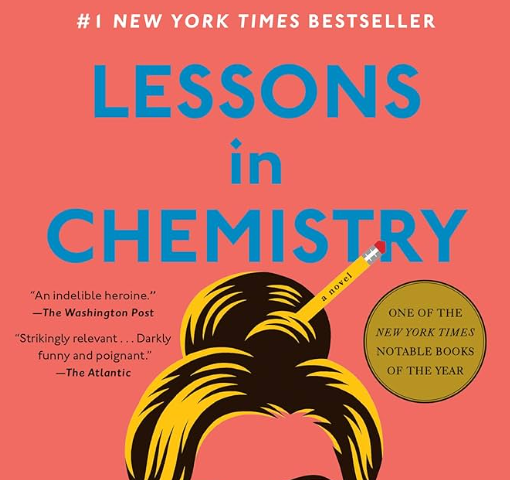 #1 NEW YORK TIMES BESTSELLER
LESSONS
in
CHEMISTRY
a novel
“An indelible heroine.”
—The Washington Post
“Strikingly relevant . . . Darkly
funny and poignant.”
—The Atlantic
ONE OF THE
NEW YORK TIMES
NOTABLE BOOKS
OF THE YEAR